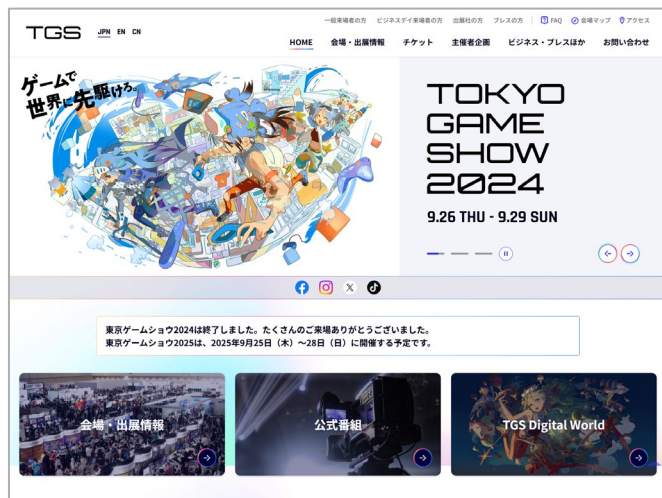 TGS
JPN EN CN
一般来場者の方 ビジネスデイ来場者の方 出展社の方 プレスの方 FAQ 会場マップ アクセス
HOME 会場・出展情報 チケット 主催者企画 ビジネス・プレスほか お問い合わせ
ゲームで
世界に先駆けろ。
TOKYO
GAME
SHOW
2024
9.26 THU - 9.29 SUN
東京ゲームショウ2024は終了しました。たくさんのご来場ありがとうございました。
東京ゲームショウ2025は、2025年9月25日（木）～28日（日）に開催する予定です。
会場・出展情報
公式番組
TGS Digital World